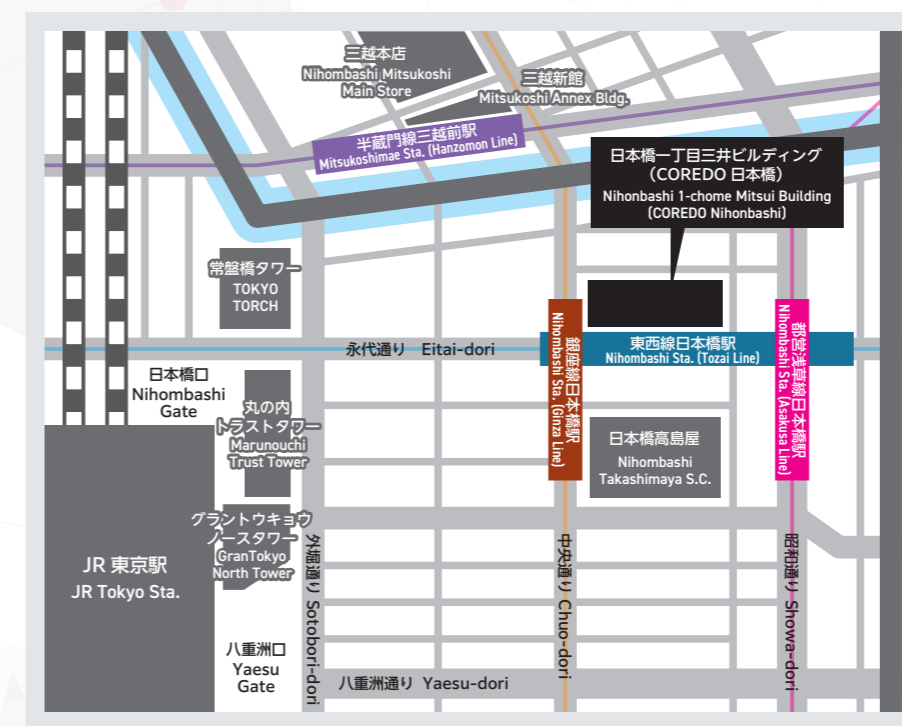 三越本店
Nihombashi Mitsukoshi
Main Store
三越新館
Mitsukoshi Annex Bldg.
半蔵門線三越前駅
Mitsukoshimae Sta. (Hanzomon Line)
日本橋一丁目三井ビルディング
（COREDO 日本橋）
Nihonbashi 1-chome Mitsui Building
(COREDO Nihonbashi)
常盤橋タワー
TOKYO
TORCH
永代通り Eitai-dori
東西線日本橋駅
Nihombashi Sta. (Tozai Line)
銀座線日本橋駅
Nihombashi Sta. (Ginza Line)
都営浅草線日本橋駅
Nihombashi Sta. (Asakusa Line)
日本橋口
Nihombashi
Gate
丸の内
トラストタワー
Marunouchi
Trust Tower
日本橋高島屋
Nihombashi
Takashimaya S.C.
グラントウキョウ
ノースタワー
GranTokyo
North Tower
JR 東京駅
JR Tokyo Sta.
外堀通り Sotobori-dori
中央通り Chuo-dori
昭和通り Showa-dori
八重洲口
Yaesu
Gate
八重洲通り Yaesu-dori